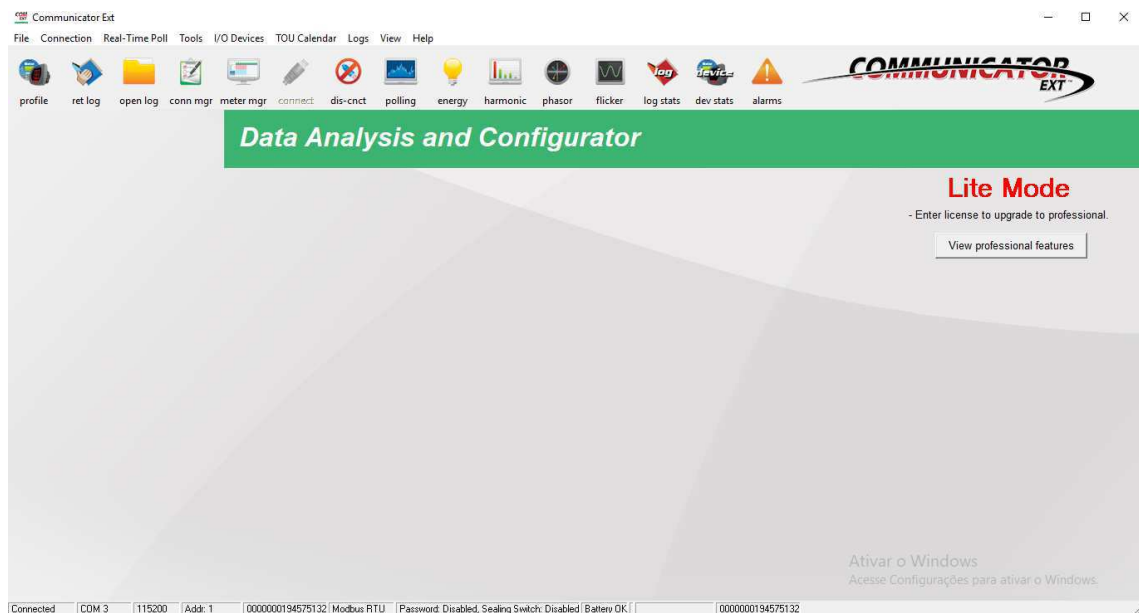 Communicator Ext
File Connection Real-Time Poll Tools I/O Devices TOU Calendar Logs View Help
profile ret log open log conn mgr meter mgr connect dis-cnct polling energy harmonic phasor flicker log stats dev stats alarms
log
device
COMMUNICATOR
EXT™
Data Analysis and Configurator
Lite Mode
- Enter license to upgrade to professional.
View professional features
Ativar o Windows
Acesse Configurações para ativar o Windows.
Connected COM 3 115200 Addr: 1 0000000194575132 Modbus RTU Password: Disabled, Sealing Switch: Disabled Battery OK 0000000194575132